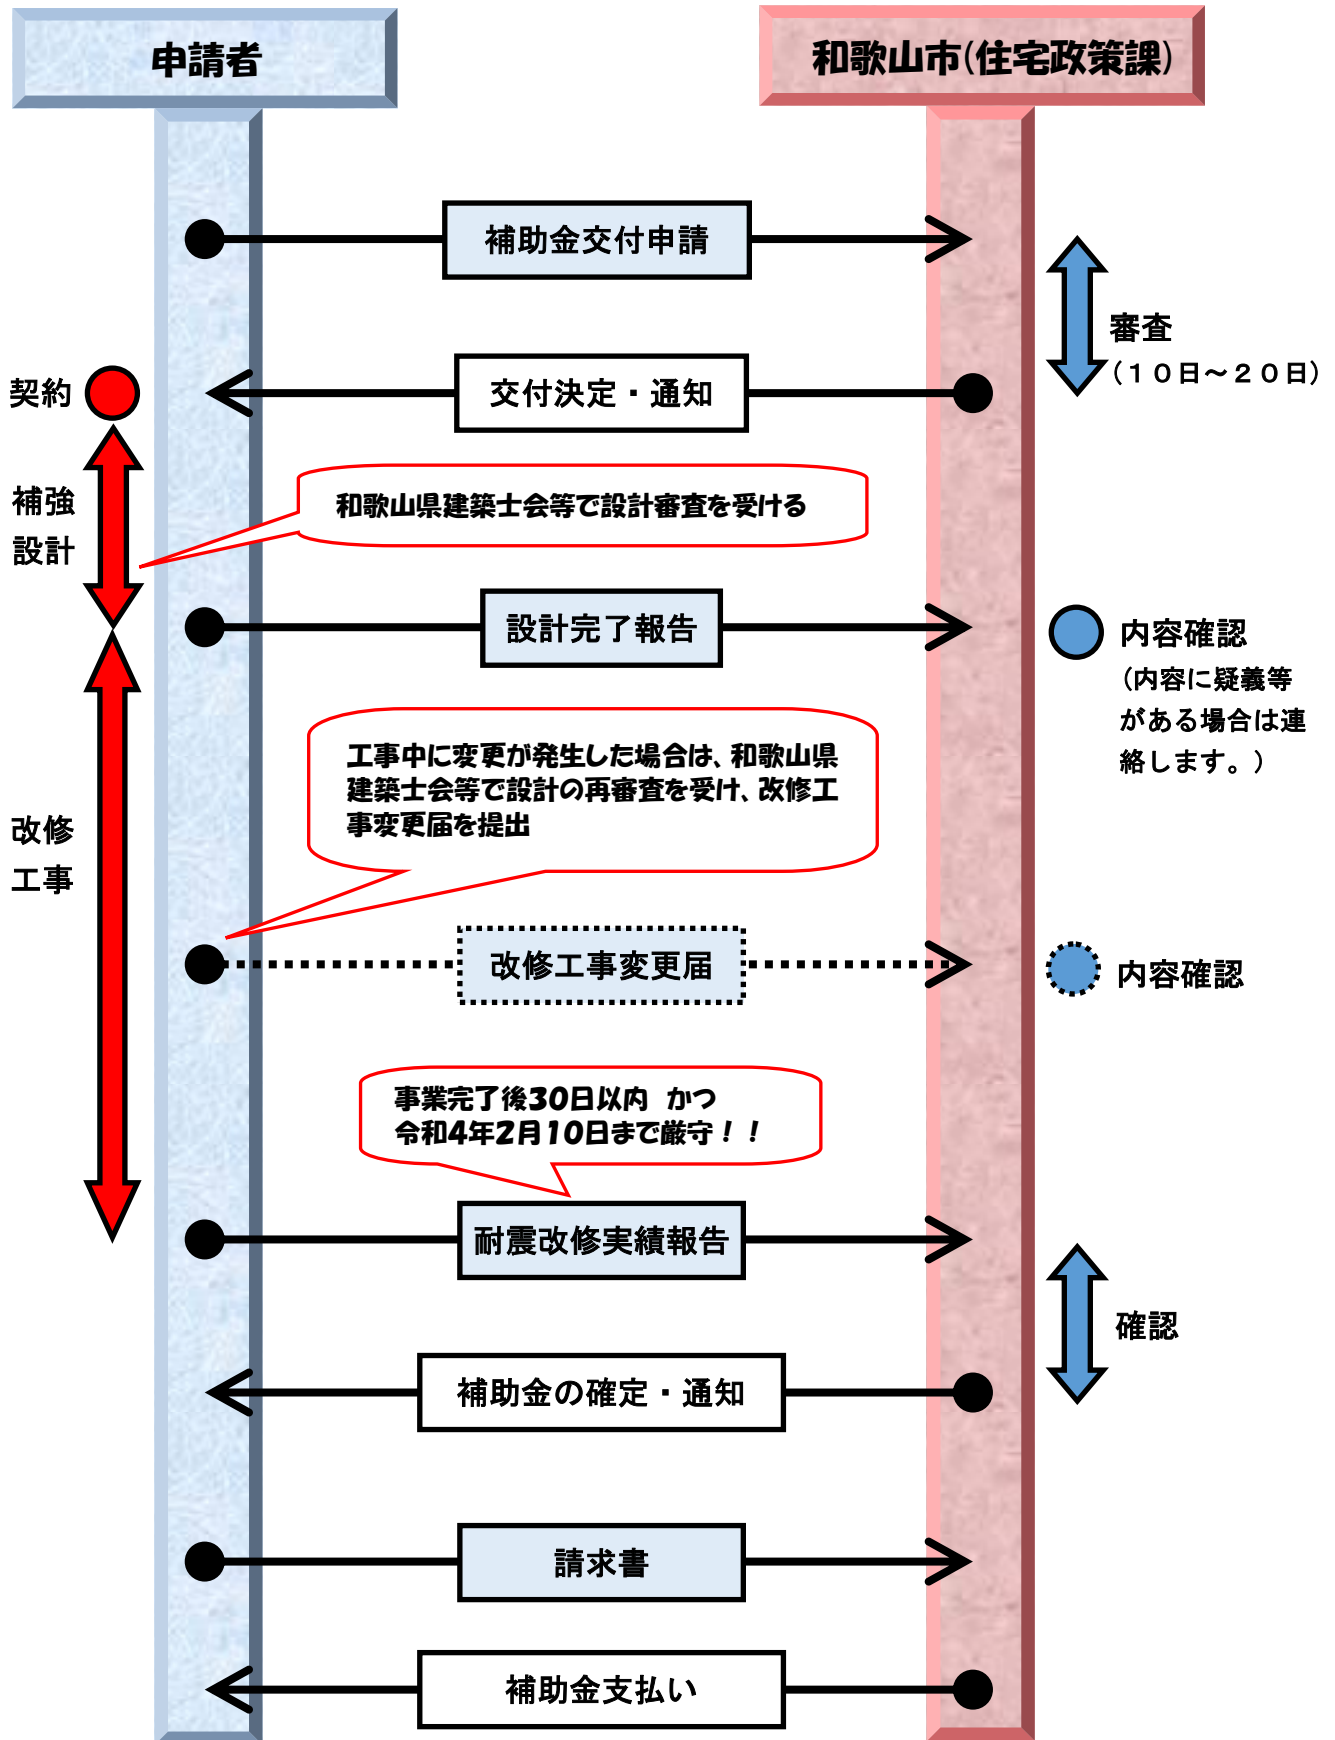 申請者
和歌山市(住宅政策課)
補助金交付申請
審査
(１０日～２０日)
契約
交付決定・通知
補強
設計
和歌山県建築士会等で設計審査を受ける
設計完了報告
内容確認
(内容に疑義等
がある場合は連
絡します。)
工事中に変更が発生した場合は、和歌山県
建築士会等で設計の再審査を受け、改修工
事変更届を提出
改修
工事
改修工事変更届
内容確認
事業完了後30日以内　かつ
令和4年2月10日まで厳守！！
耐震改修実績報告
確認
補助金の確定・通知
請求書
補助金支払い